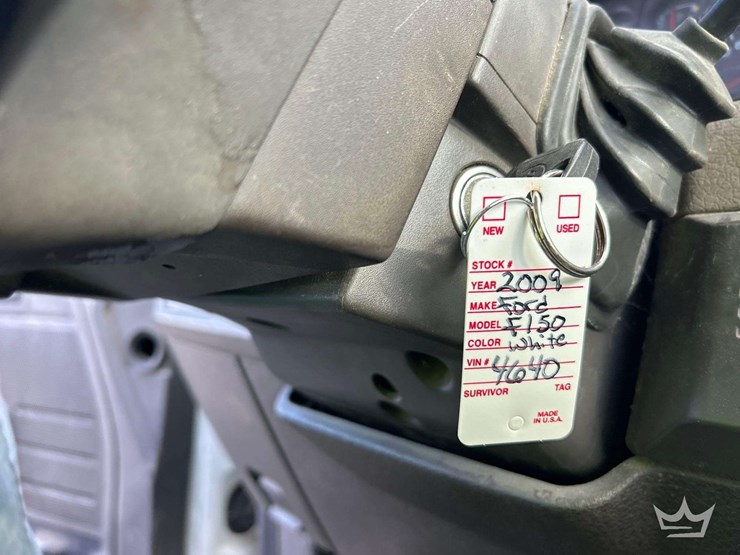 NEW USED
STOCK #
YEAR 2009
MAKE Ford
MODEL F150
COLOR White
VIN # 4640
SURVIVOR TAG
MADE
IN U.S.A.